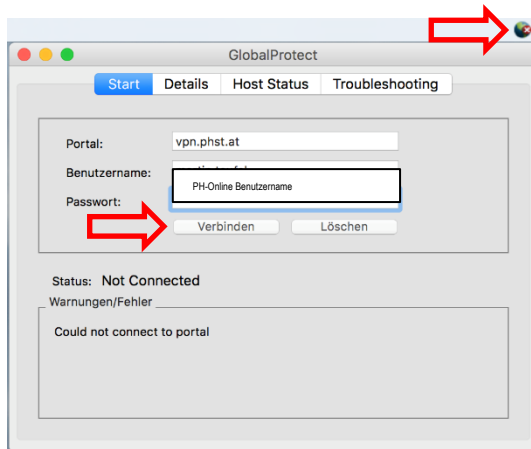 GlobalProtect
Start Details Host Status Troubleshooting
Portal: vpn.phst.at
Benutzername:
PH-Online Benutzername
Passwort:
Verbinden Löschen
Status: Not Connected
Warnungen/Fehler
Could not connect to portal